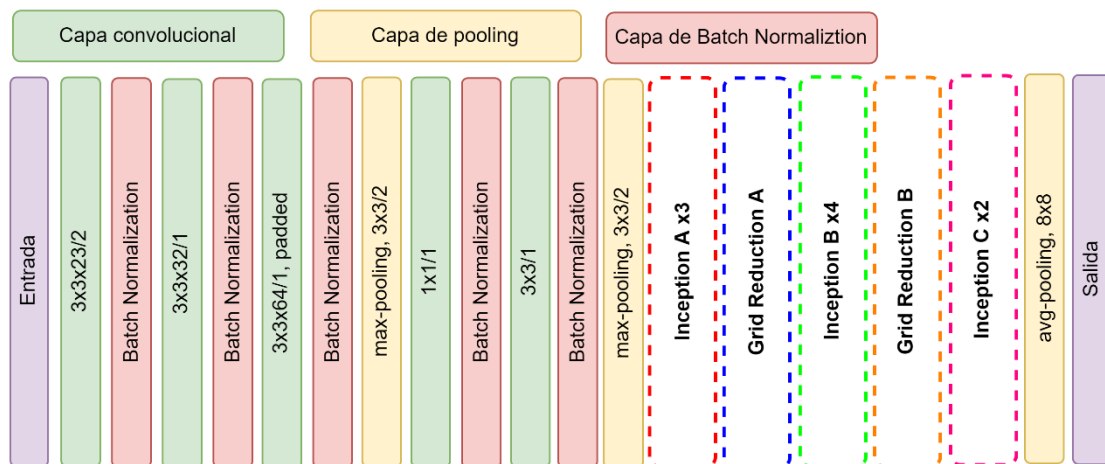 Capa convolucional
Capa de pooling
Capa de Batch Normaliztion
Entrada
3x3x23/2
Batch Normalization
3x3x32/1
Batch Normalization
3x3x64/1, padded
Batch Normalization
max-pooling, 3x3/2
1x1/1
Batch Normalization
3x3/1
Batch Normalization
max-pooling, 3x3/2
Inception A x3
Grid Reduction A
Inception B x4
Grid Reduction B
Inception C x2
avg-pooling, 8x8
Salida